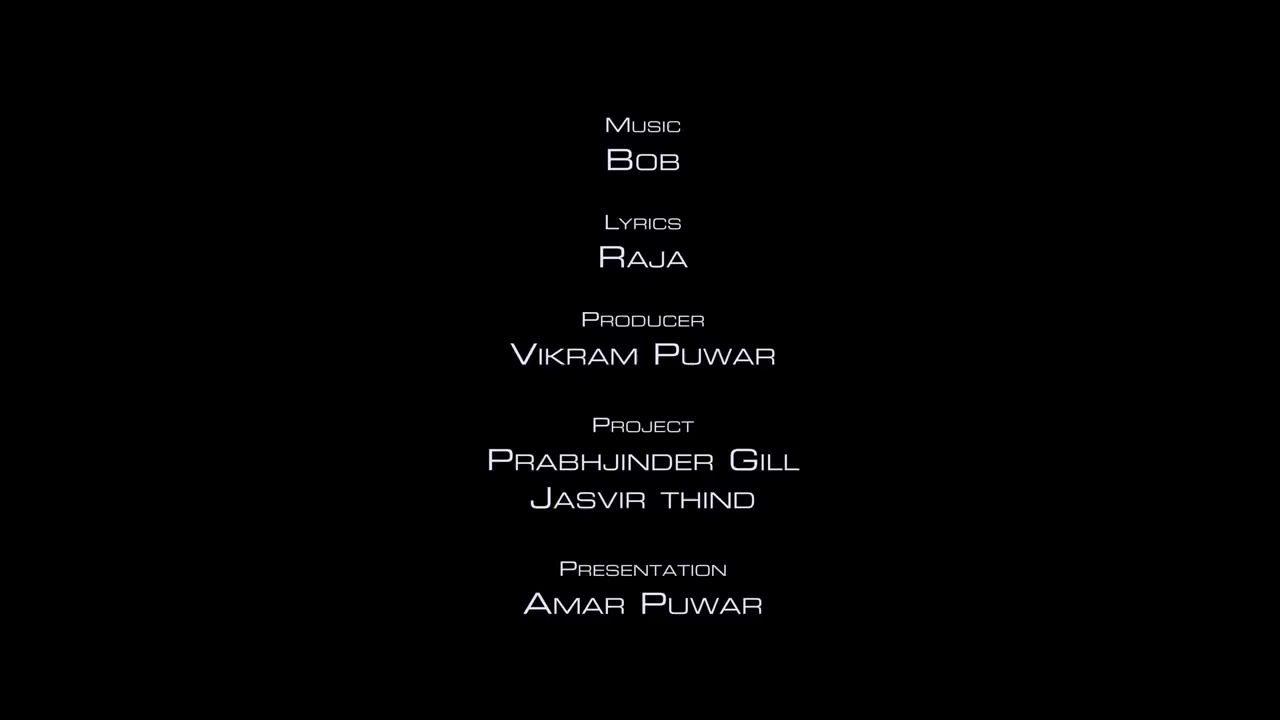 Music
Bob
Lyrics
Raja
Producer
Vikram Puwar
Project
Prabhjinder Gill
Jasvir thind
Presentation
Amar Puwar